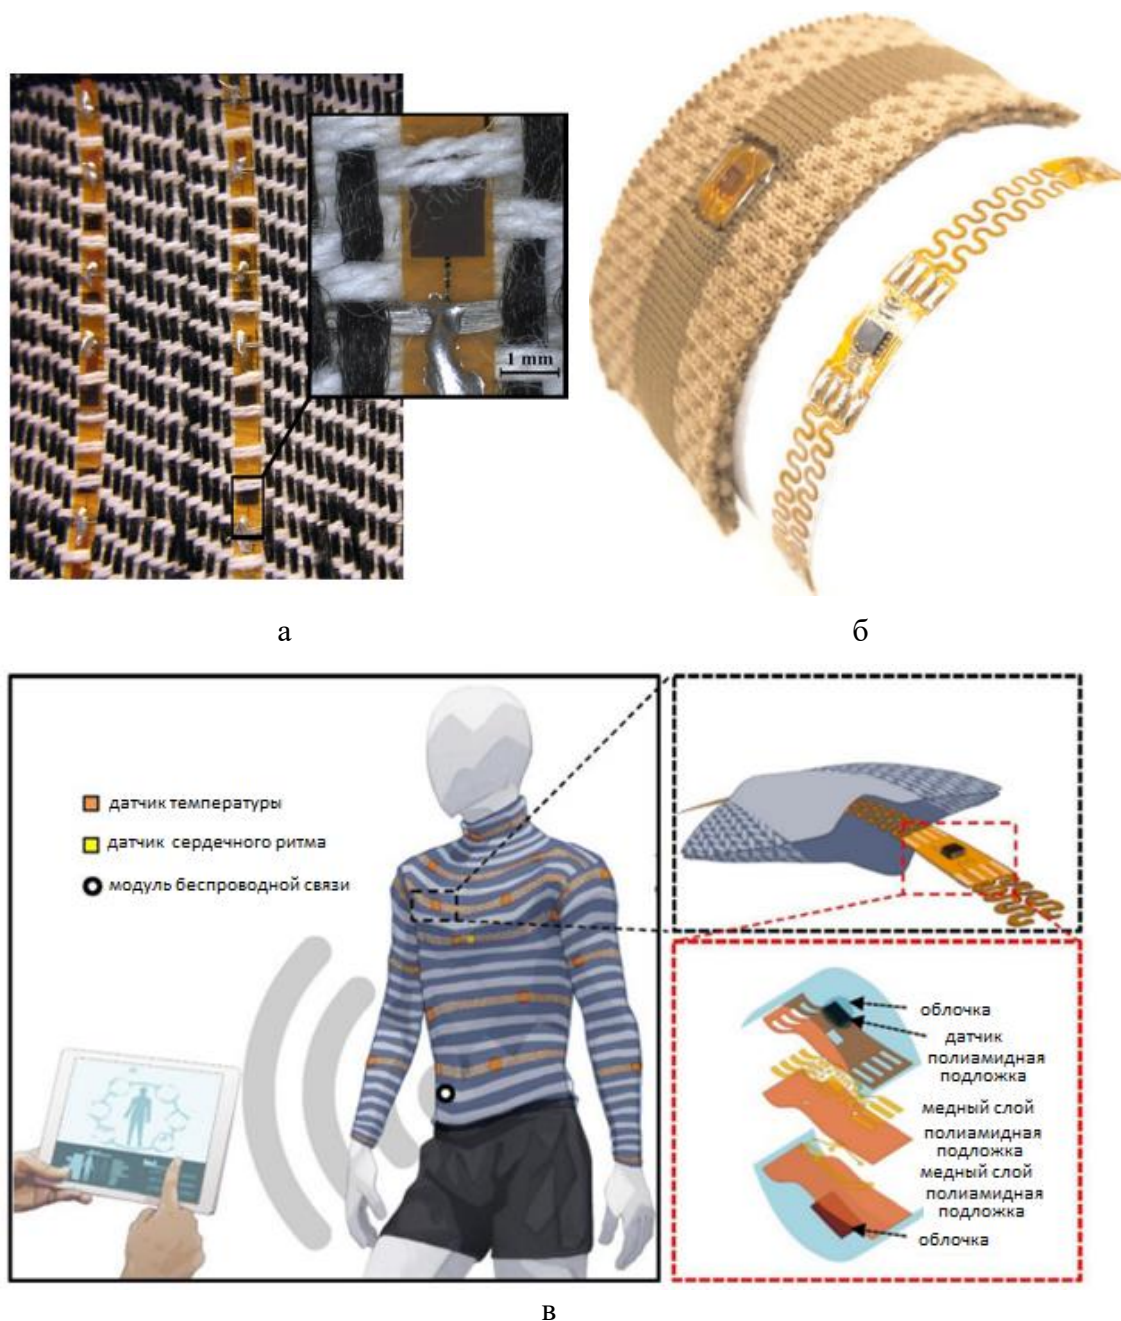 1 mm
а
б
датчик температуры
датчик сердечного ритма
модуль беспроводной связи
облочка
датчик
полиамидная
подложка
медный слой
полиамидная
подложка
медный слой
полиамидная
подложка
облочка
в